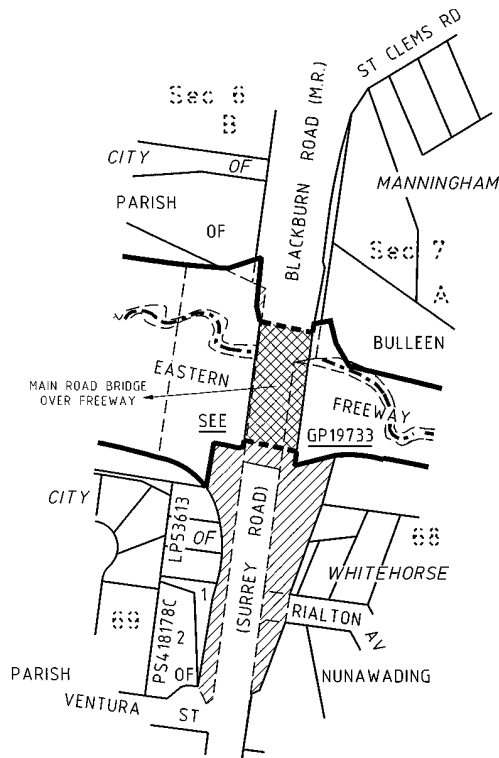 ST CLEMS RD
Sec 6
B
BLACKBURN ROAD (M.R.)
CITY OF
MANNINGHAM
PARISH OF
Sec 7
A
BULLEEN
EASTERN
FREEWAY
MAIN ROAD BRIDGE
OVER FREEWAY
SEE
GP19733
CITY
OF
LP53613
(SURREY ROAD)
68
WHITEHORSE
69
PS418178C
1
2
RIALTON AV
OF
PARISH
NUNAWADING
VENTURA ST